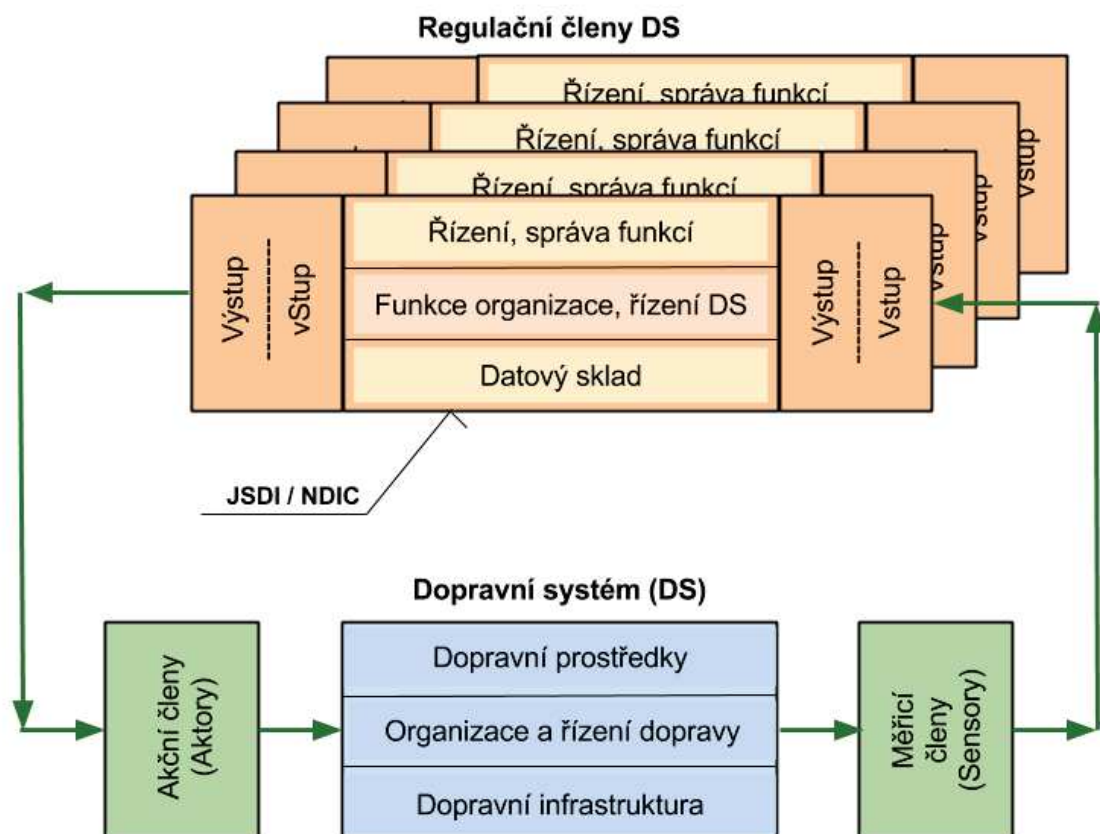 Regulační členy DS
Řízení, správa funkcí
Řízení, správa funkcí
Řízení, správa funkcí
Řízení, správa funkcí
Funkce organizace, řízení DS
Datový sklad
Výstup
vStup
Výstup
Vstup
vstup
vstup
vstup
JSDI / NDIC
Dopravní systém (DS)
Akční členy
(Aktory)
Dopravní prostředky
Organizace a řízení dopravy
Dopravní infrastruktura
Měřicí
členy
(Sensory)